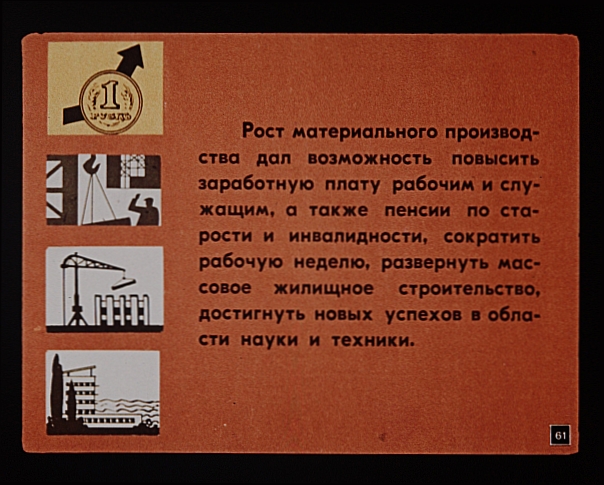 1
РУБЛЬ
Рост материального производ-
ства дал возможность повысить
заработную плату рабочим и слу-
жащим, а также пенсии по ста-
рости и инвалидности, сократить
рабочую неделю, развернуть мас-
совое жилищное строительство,
достигнуть новых успехов в обла-
сти науки и техники.
61